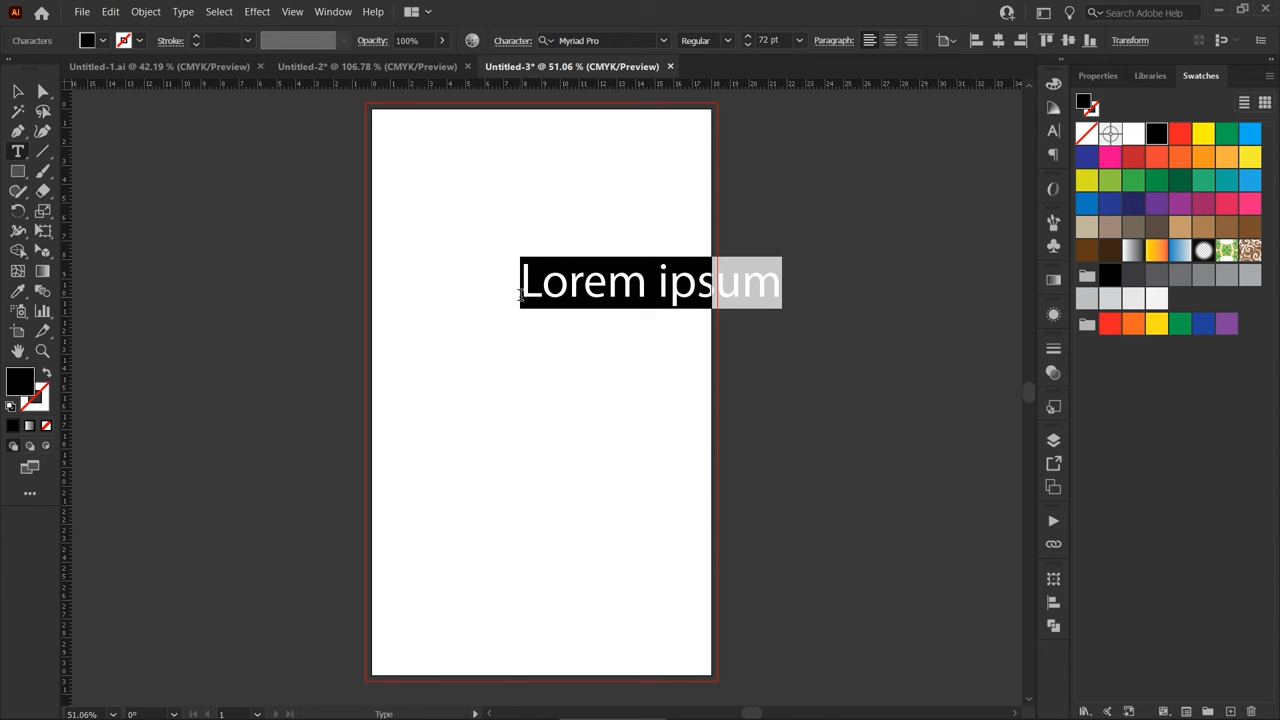 Ai File Edit Object Type Select Effect View Window Help Search Adobe Help
Characters Stroke: Opacity: 100% Character: Myriad Pro Regular 72 pt Paragraph: Transform
Untitled-1.ai @ 42.19 % (CMYK/Preview) Untitled-2* @ 106.78 % (CMYK/Preview) Untitled-3* @ 51.06 % (CMYK/Preview)
Properties Libraries Swatches
Lorem ipsum
51.06% 0° 1 Type